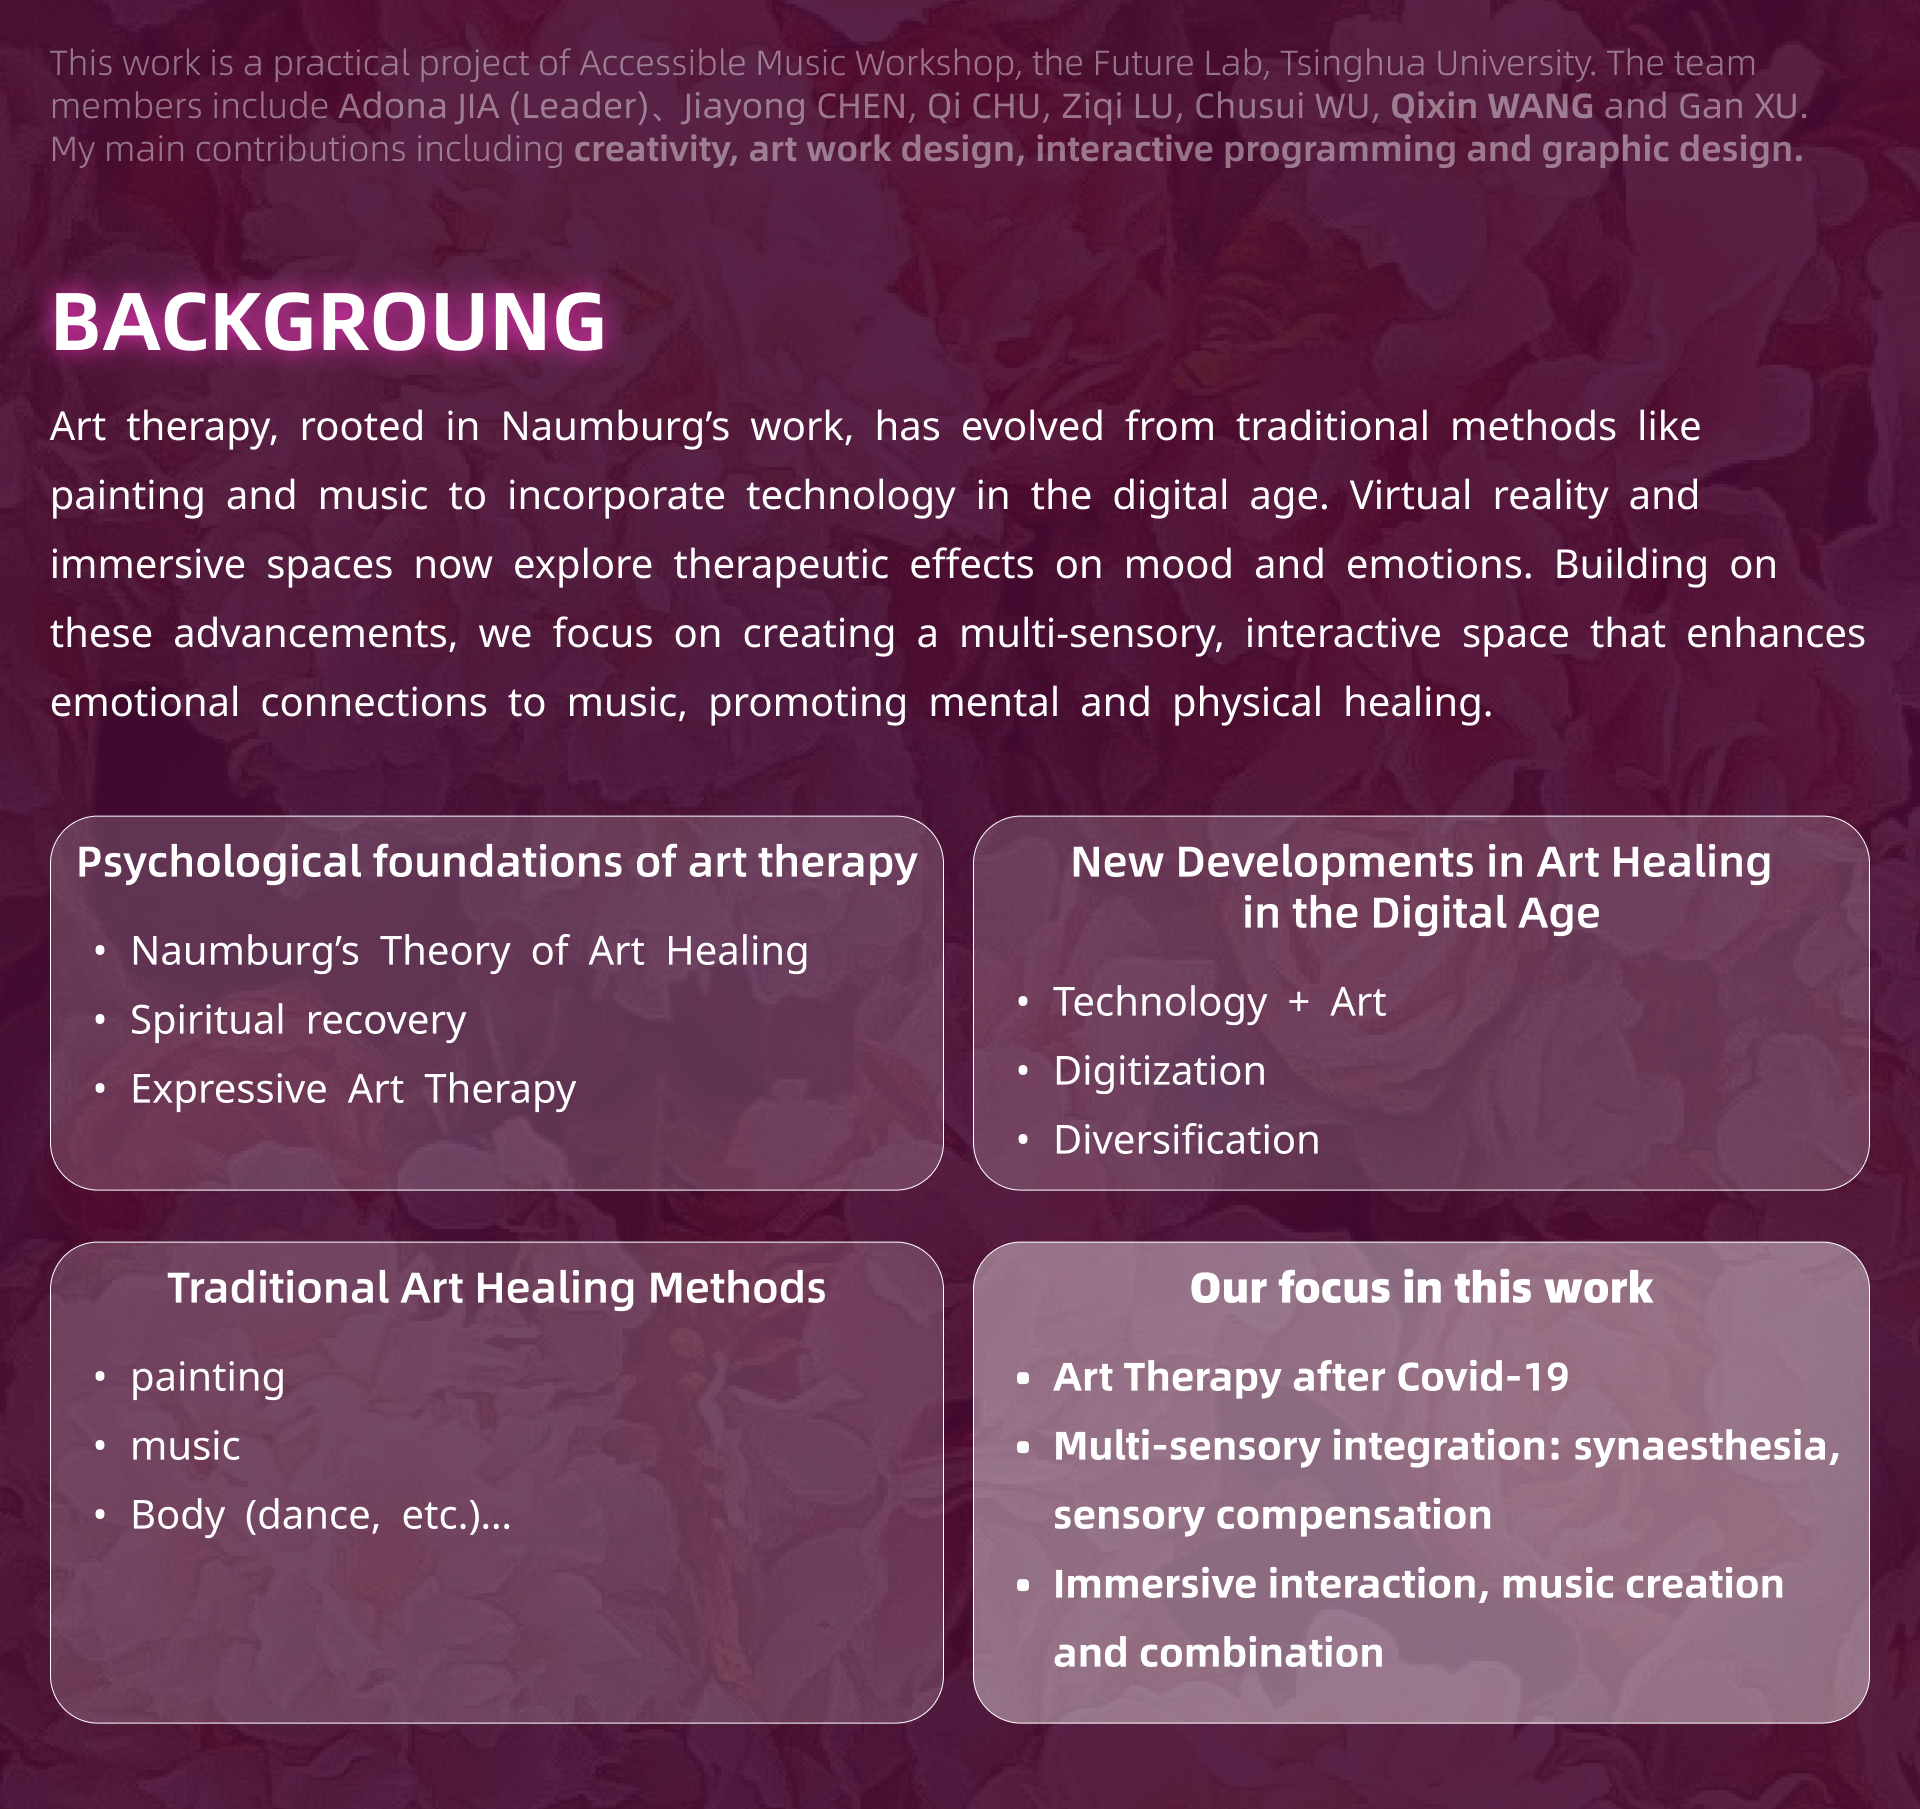 This work is a practical project of Accessible Music Workshop, the Future Lab, Tsinghua University. The team
members include Adona JIA (Leader)、Jiayong CHEN, Qi CHU, Ziqi LU, Chusui WU, Qixin WANG and Gan XU.
My main contributions including creativity, art work design, interactive programming and graphic design.
BACKGROUNG
Art therapy, rooted in Naumburg’s work, has evolved from traditional methods like
painting and music to incorporate technology in the digital age. Virtual reality and
immersive spaces now explore therapeutic effects on mood and emotions. Building on
these advancements, we focus on creating a multi-sensory, interactive space that enhances
emotional connections to music, promoting mental and physical healing.
Psychological foundations of art therapy
• Naumburg’s Theory of Art Healing
• Spiritual recovery
• Expressive Art Therapy
New Developments in Art Healing
in the Digital Age
• Technology + Art
• Digitization
• Diversification
Traditional Art Healing Methods
• painting
• music
• Body (dance, etc.)...
Our focus in this work
• Art Therapy after Covid-19
• Multi-sensory integration: synaesthesia,
sensory compensation
• Immersive interaction, music creation
and combination